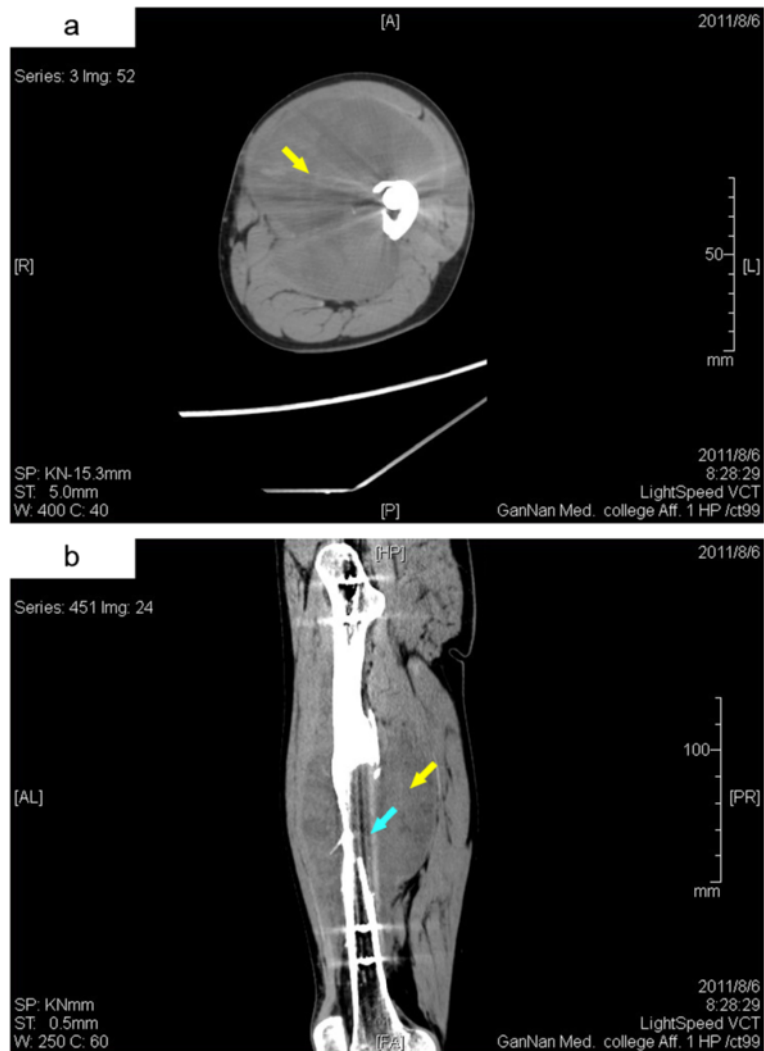 a
[A]
2011/8/6
Series: 3 Img: 52
[R]
50
[L]
mm
SP: KN-15.3mm
ST: 5.0mm
W: 400 C: 40
[P]
2011/8/6
8:28:29
LightSpeed VCT
GanNan Med. college Aff. 1 HP /ct99
b
[HP]
2011/8/6
Series: 451 Img: 24
100
[AL]
[PR]
mm
SP: KNmm
ST: 0.5mm
W: 250 C: 60
[FA]
2011/8/6
8:28:29
LightSpeed VCT
GanNan Med. college Aff. 1 HP /ct99